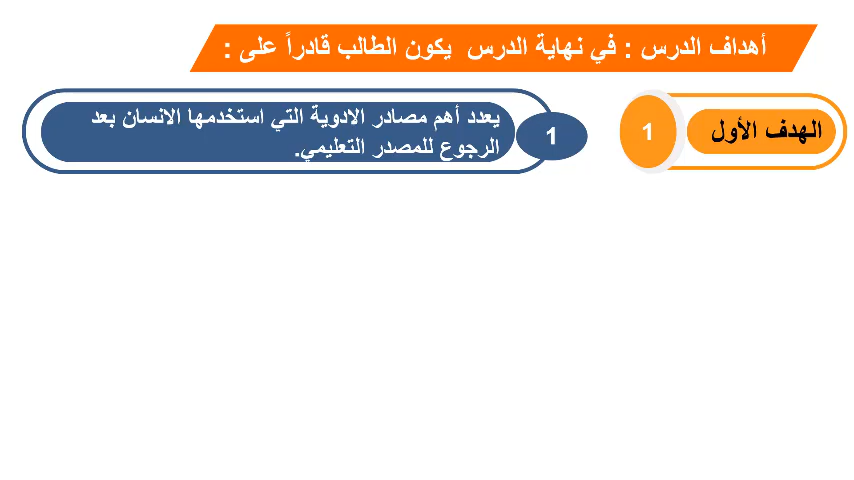 أهداف الدرس : في نهاية الدرس يكون الطالب قادراً على :
الهدف الأول
1
1
يعدد أهم مصادر الادوية التي استخدمها الانسان بعد
الرجوع للمصدر التعليمي.